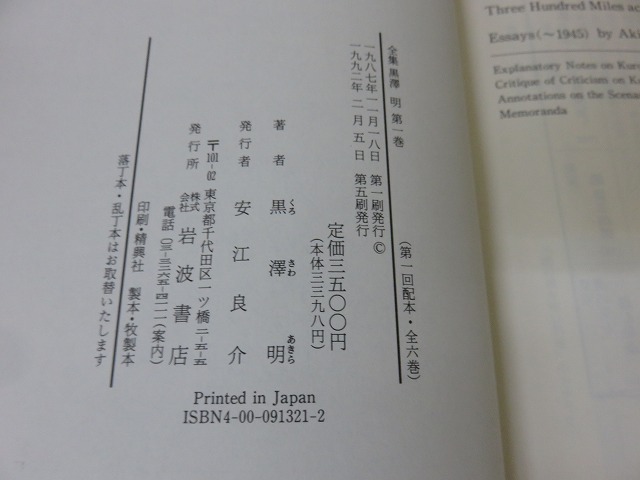 全集 黒澤 明 第一巻
(第一回配本・全六巻)
一九八七年一一月一八日 第一刷発行 ©
一九九二年 二月 五日 第五刷発行
定価三五〇〇円
(本体三三九八円)
著者 黒澤 明
くろ さわ あきら
発行者 安江良介
〒101-02 東京都千代田区一ツ橋二-五-五
発行所 株式会社 岩波書店
電話(〇三-三二六五-四一一一(案内)
印刷・精興社 製本・牧製本
落丁本・乱丁本はお取替いたします
Printed in Japan
ISBN4-00-091321-2
Three Hundred Miles ac
Essays(～1945) by Aki
Explanatory Notes on Kuro
Critique of Criticism on Ku
Annotations on the Scena
Memoranda